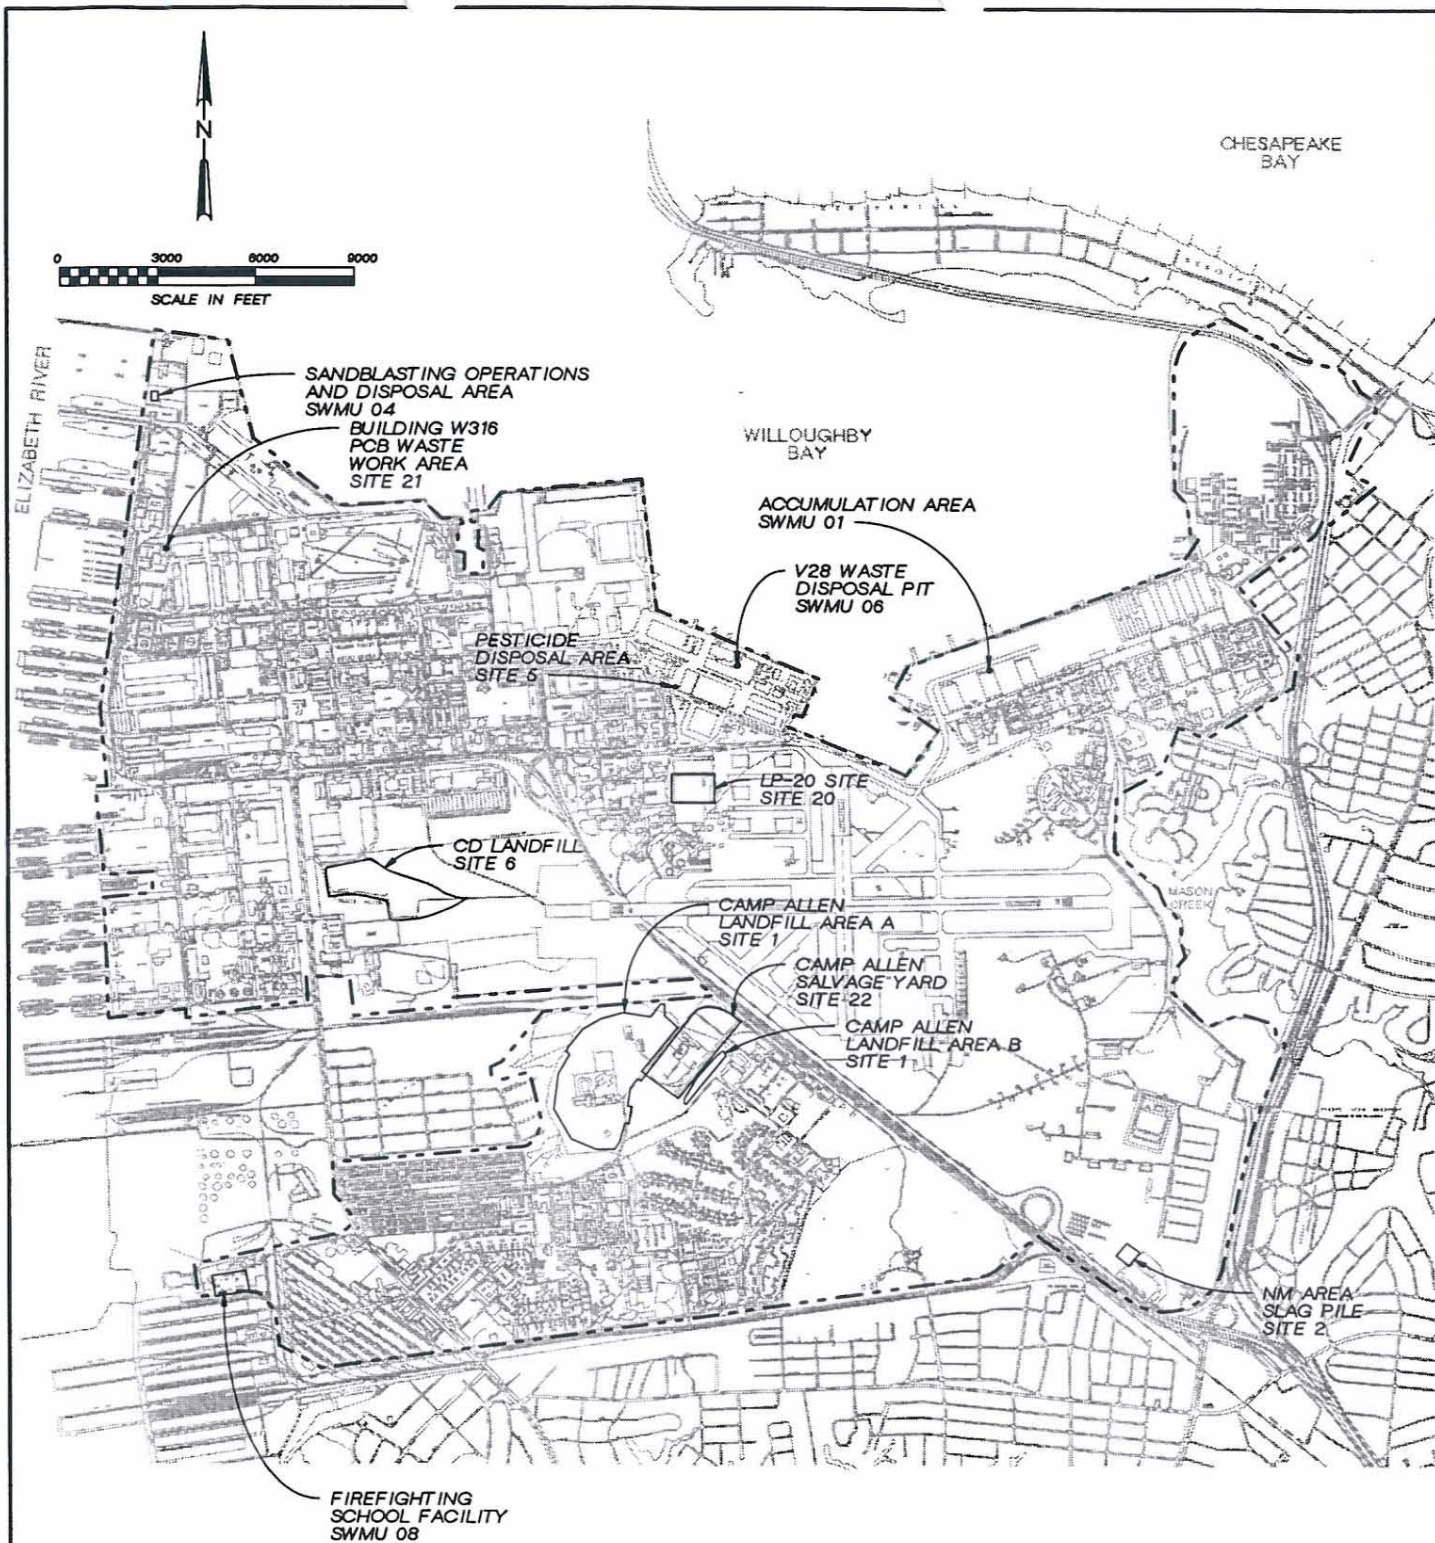 CHESAPEAKE
BAY
N
0 3000 6000 9000
SCALE IN FEET
ELIZABETH RIVER
SANDBLASTING OPERATIONS
AND DISPOSAL AREA
SWMU 04
BUILDING W316
PCB WASTE
WORK AREA
SITE 21
WILLOUGHBY
BAY
ACCUMULATION AREA
SWMU 01
V28 WASTE
DISPOSAL PIT
SWMU 06
PESTICIDE
DISPOSAL AREA
SITE 5
LP-20 SITE
SITE 20
CD LANDFILL
SITE 6
MASON
CREEK
CAMP ALLEN
LANDFILL AREA A
SITE 1
CAMP ALLEN
SALVAGE YARD
SITE 22
CAMP ALLEN
LANDFILL AREA B
SITE 1
NM AREA
SLAG PILE
SITE 2
FIREFIGHTING
SCHOOL FACILITY
SWMU 08